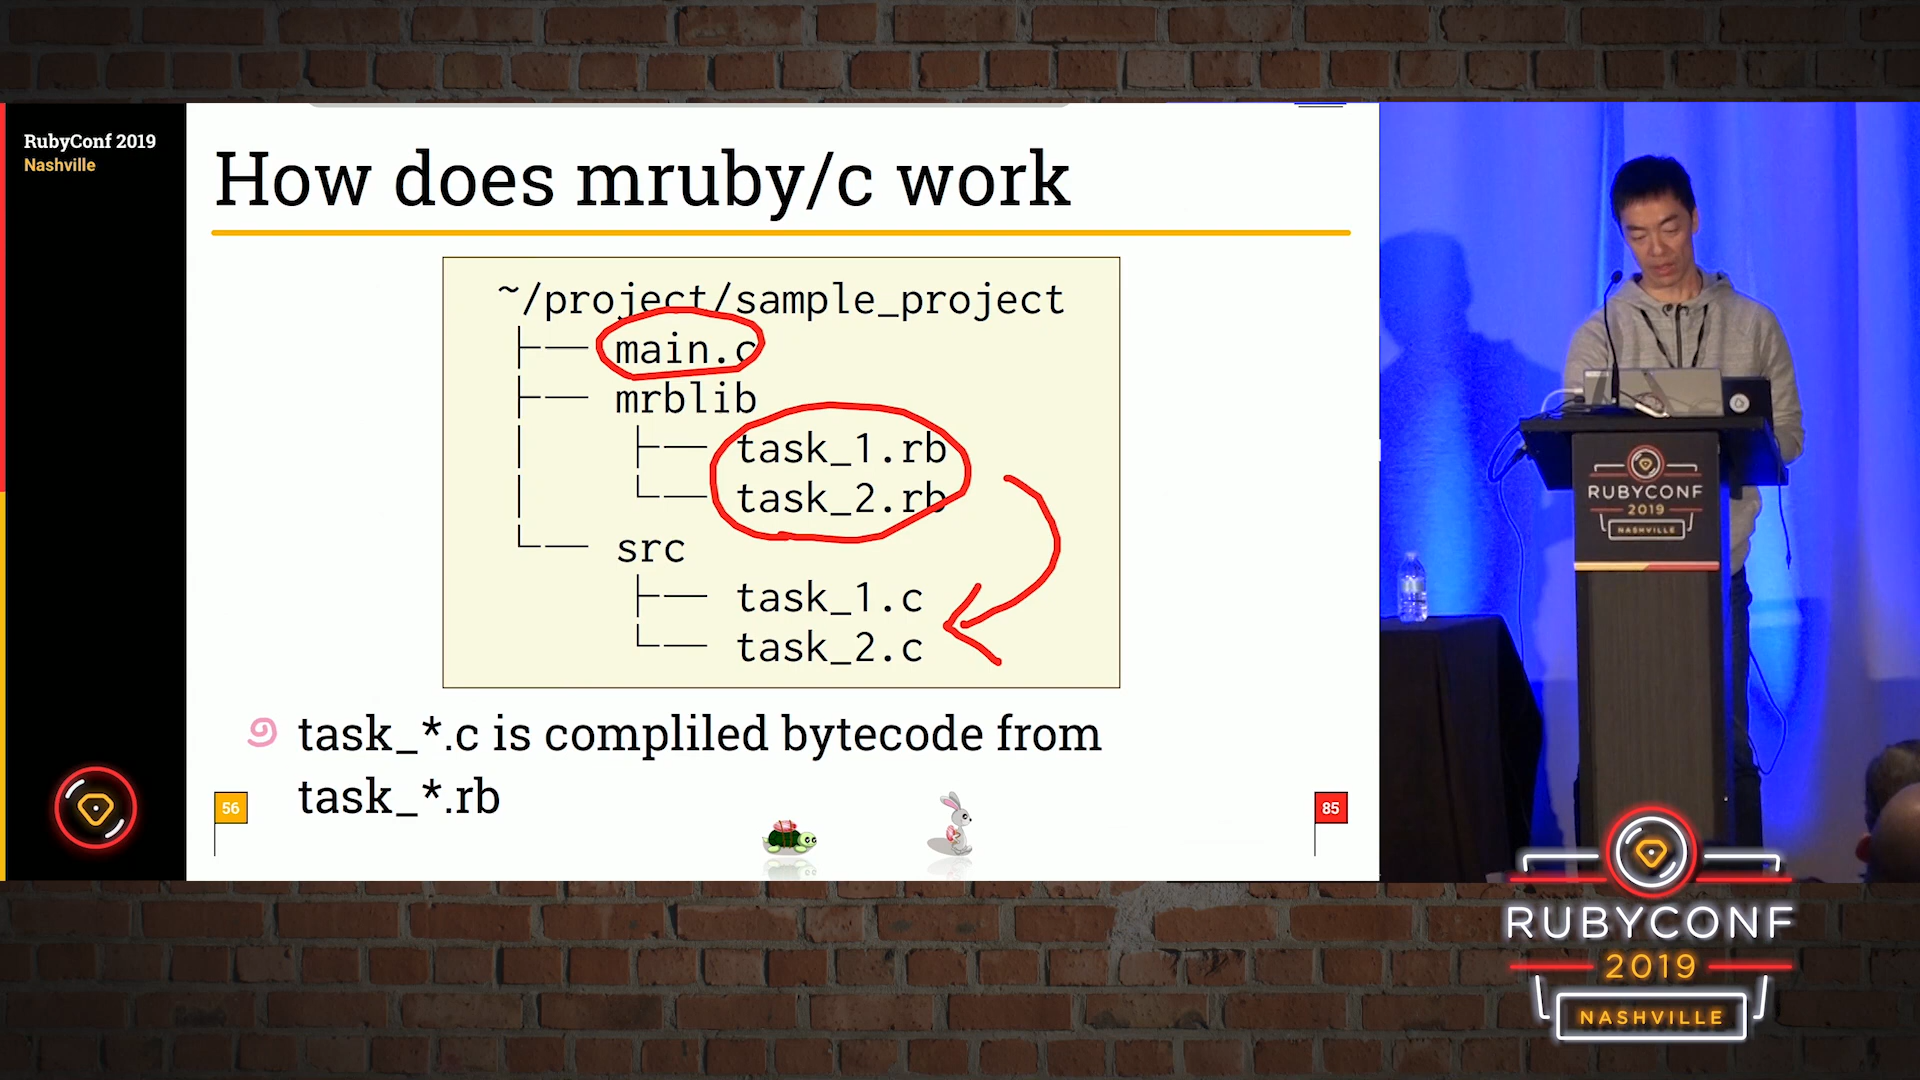 RubyConf 2019
Nashville
How does mruby/c work
~/project/sample_project
├── main.c
├── mrblib
│   ├── task_1.rb
│   └── task_2.rb
└── src
├── task_1.c
└── task_2.c
task_*.c is compliled bytecode from
task_*.rb
56
85
RUBYCONF
2019
NASHVILLE
RUBYCONF
2019
NASHVILLE